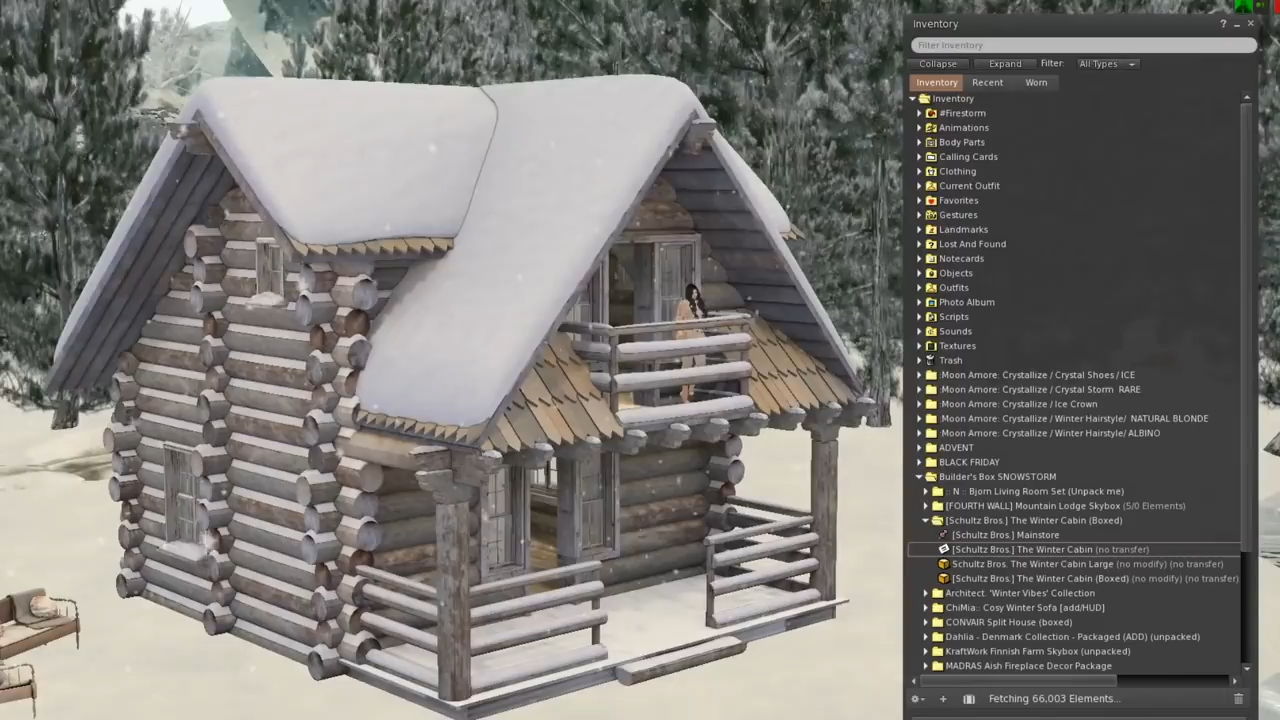 Inventory
Filter Inventory
Collapse Expand Filter: All Types
Inventory Recent Worn
Inventory
#Firestorm
Animations
Body Parts
Calling Cards
Clothing
Current Outfit
Favorites
Gestures
Landmarks
Lost And Found
Notecards
Objects
Outfits
Photo Album
Scripts
Sounds
Textures
Trash
:Moon Amore: Crystallize / Crystal Shoes / ICE
:Moon Amore: Crystallize / Crystal Storm RARE
:Moon Amore: Crystallize / Ice Crown
:Moon Amore: Crystallize / Winter Hairstyle/ NATURAL BLONDE
:Moon Amore: Crystallize / Winter Hairstyle/ ALBINO
ADVENT
BLACK FRIDAY
Builder's Box SNOWSTORM
:: N :: Bjorn Living Room Set (Unpack me)
[FOURTH WALL] Mountain Lodge Skybox (5/0 Elements)
[Schultz Bros.] The Winter Cabin (Boxed)
[Schultz Bros.] Mainstore
[Schultz Bros.] The Winter Cabin (no transfer)
Schultz Bros. The Winter Cabin Large (no modify) (no transfer)
[Schultz Bros.] The Winter Cabin (Boxed) (no modify) (no transfer)
Architect. 'Winter Vibes' Collection
ChiMia:: Cosy Winter Sofa [add/HUD]
CONVAIR Split House (boxed)
Dahlia - Denmark Collection - Packaged (ADD) (unpacked)
KraftWork Finnish Farm Skybox (unpacked)
MADRAS Aish Fireplace Decor Package
Fetching 66,003 Elements...